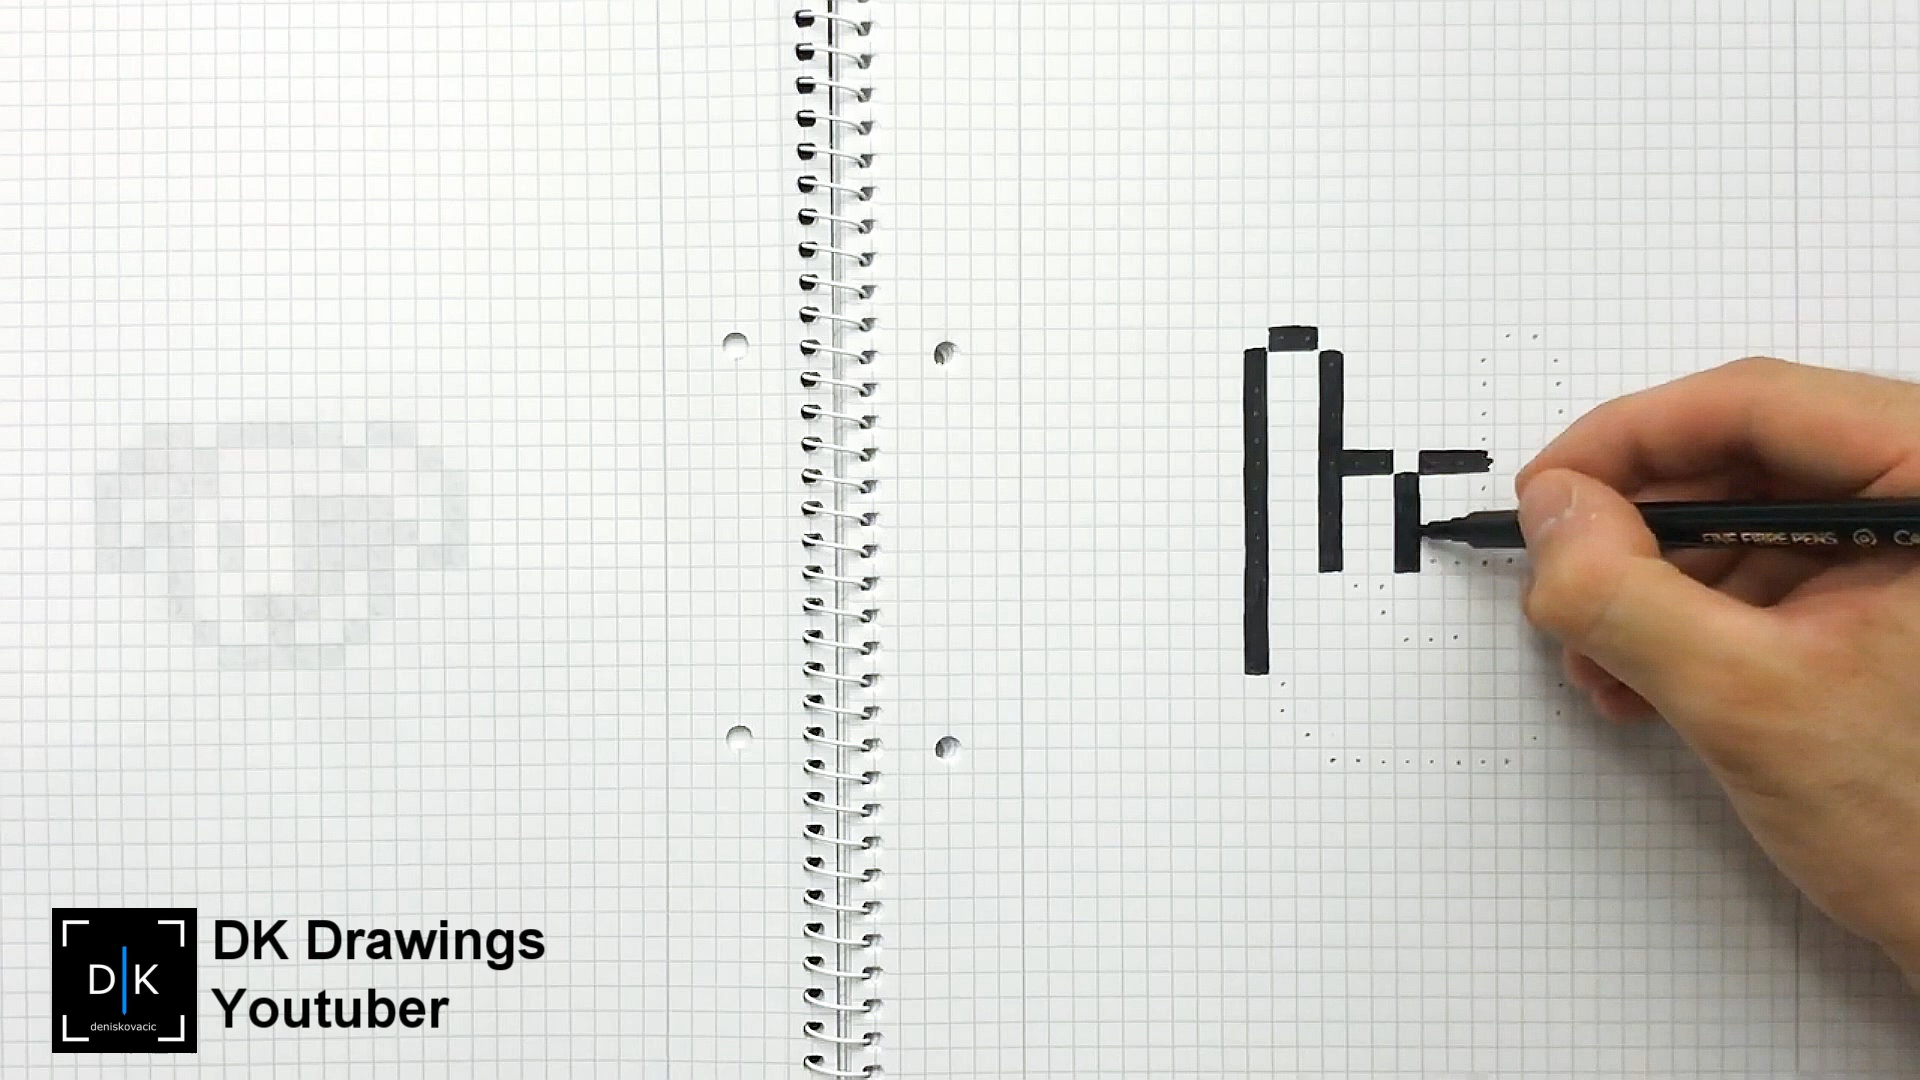 FINE FIBRE PENS
DK Drawings
Youtuber
D|K
deniskovacic